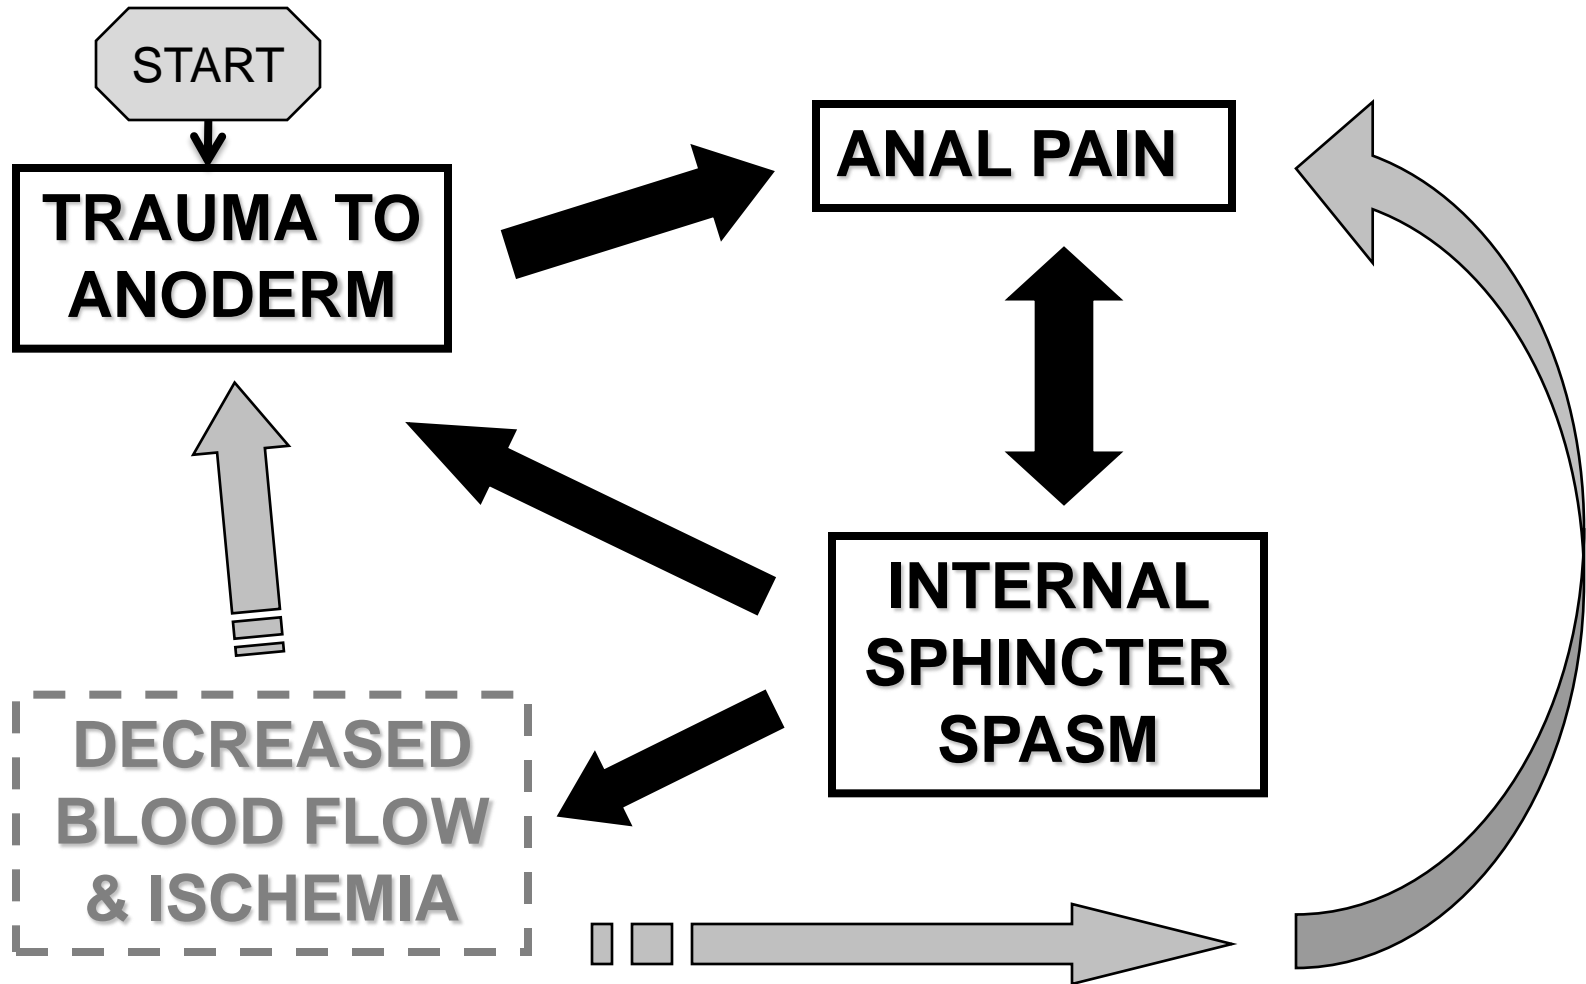 START
TRAUMA TO
ANODERM
ANAL PAIN
INTERNAL
SPHINCTER
SPASM
DECREASED
BLOOD FLOW
& ISCHEMIA